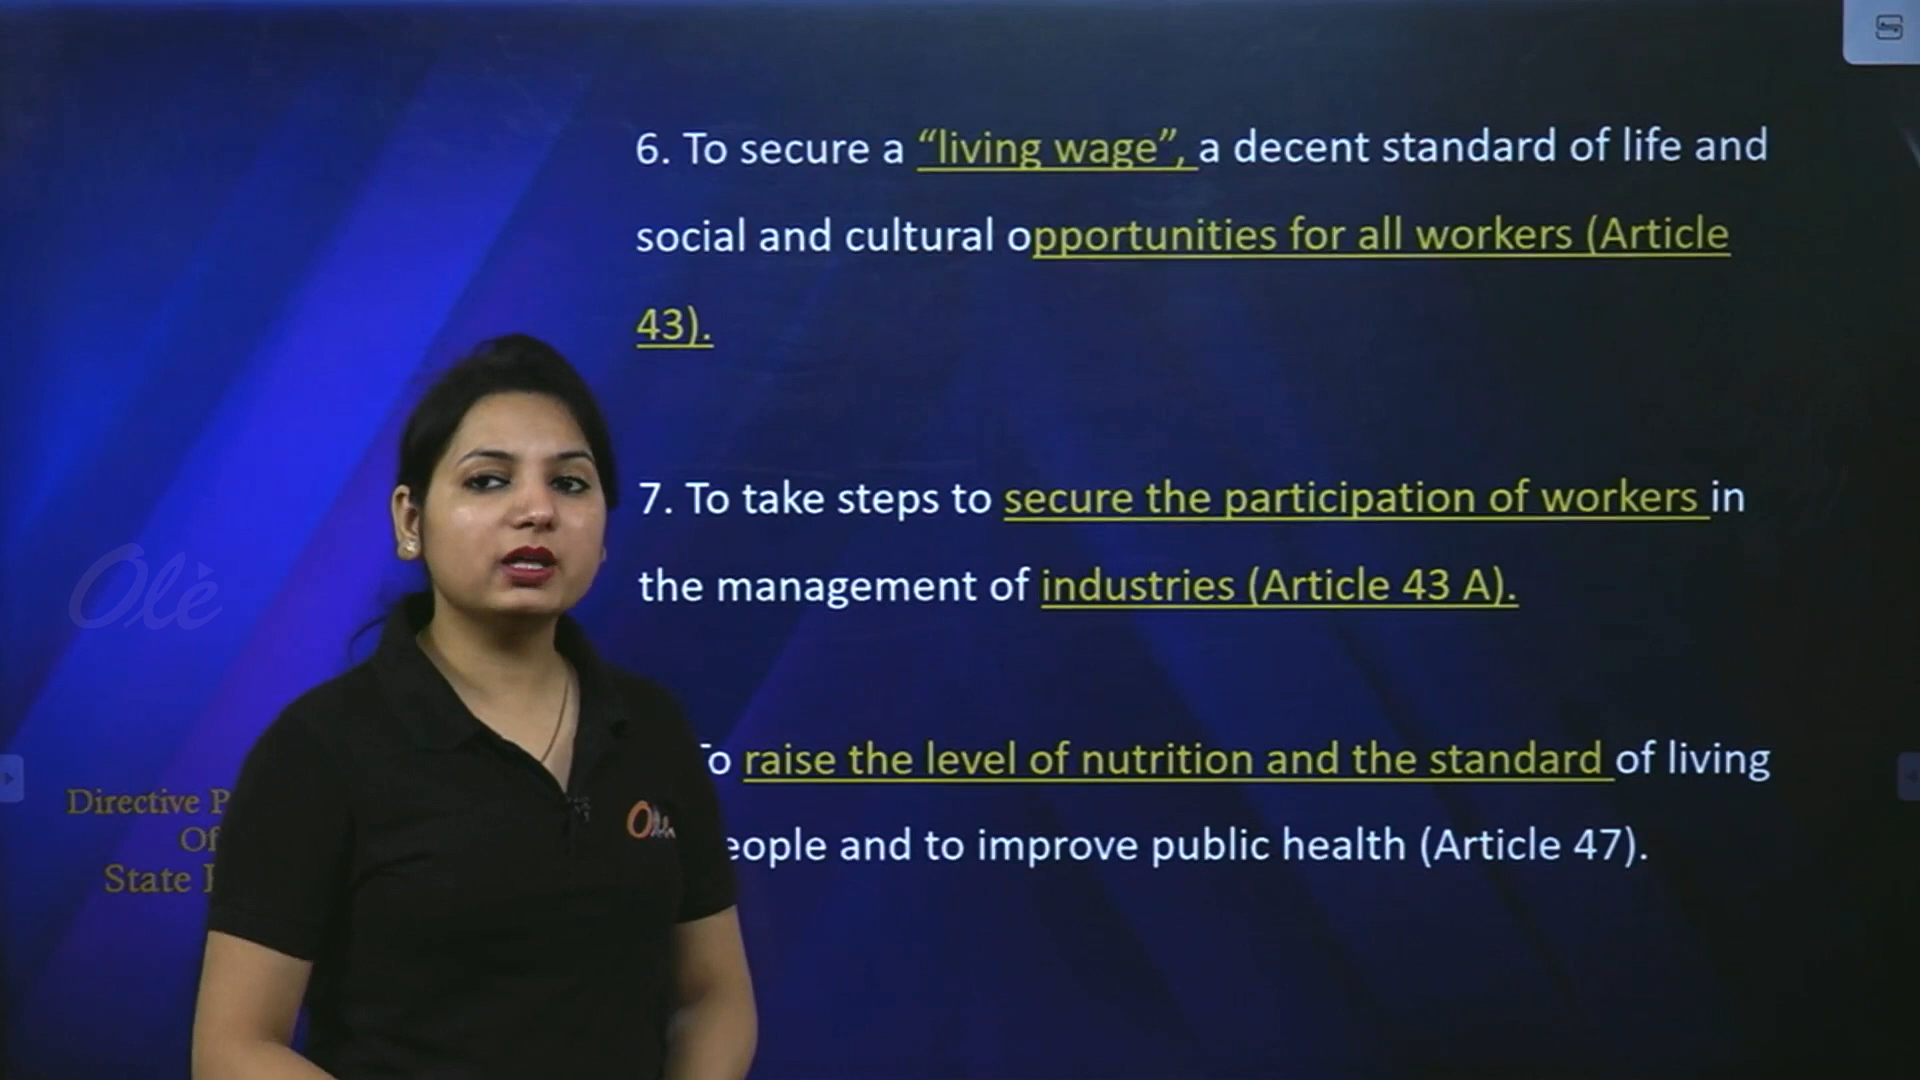 6. To secure a “living wage”, a decent standard of life and
social and cultural opportunities for all workers (Article
43).
7. To take steps to secure the participation of workers in
the management of industries (Article 43 A).
To raise the level of nutrition and the standard of living
eople and to improve public health (Article 47).
Olè
Directive P
Of
State